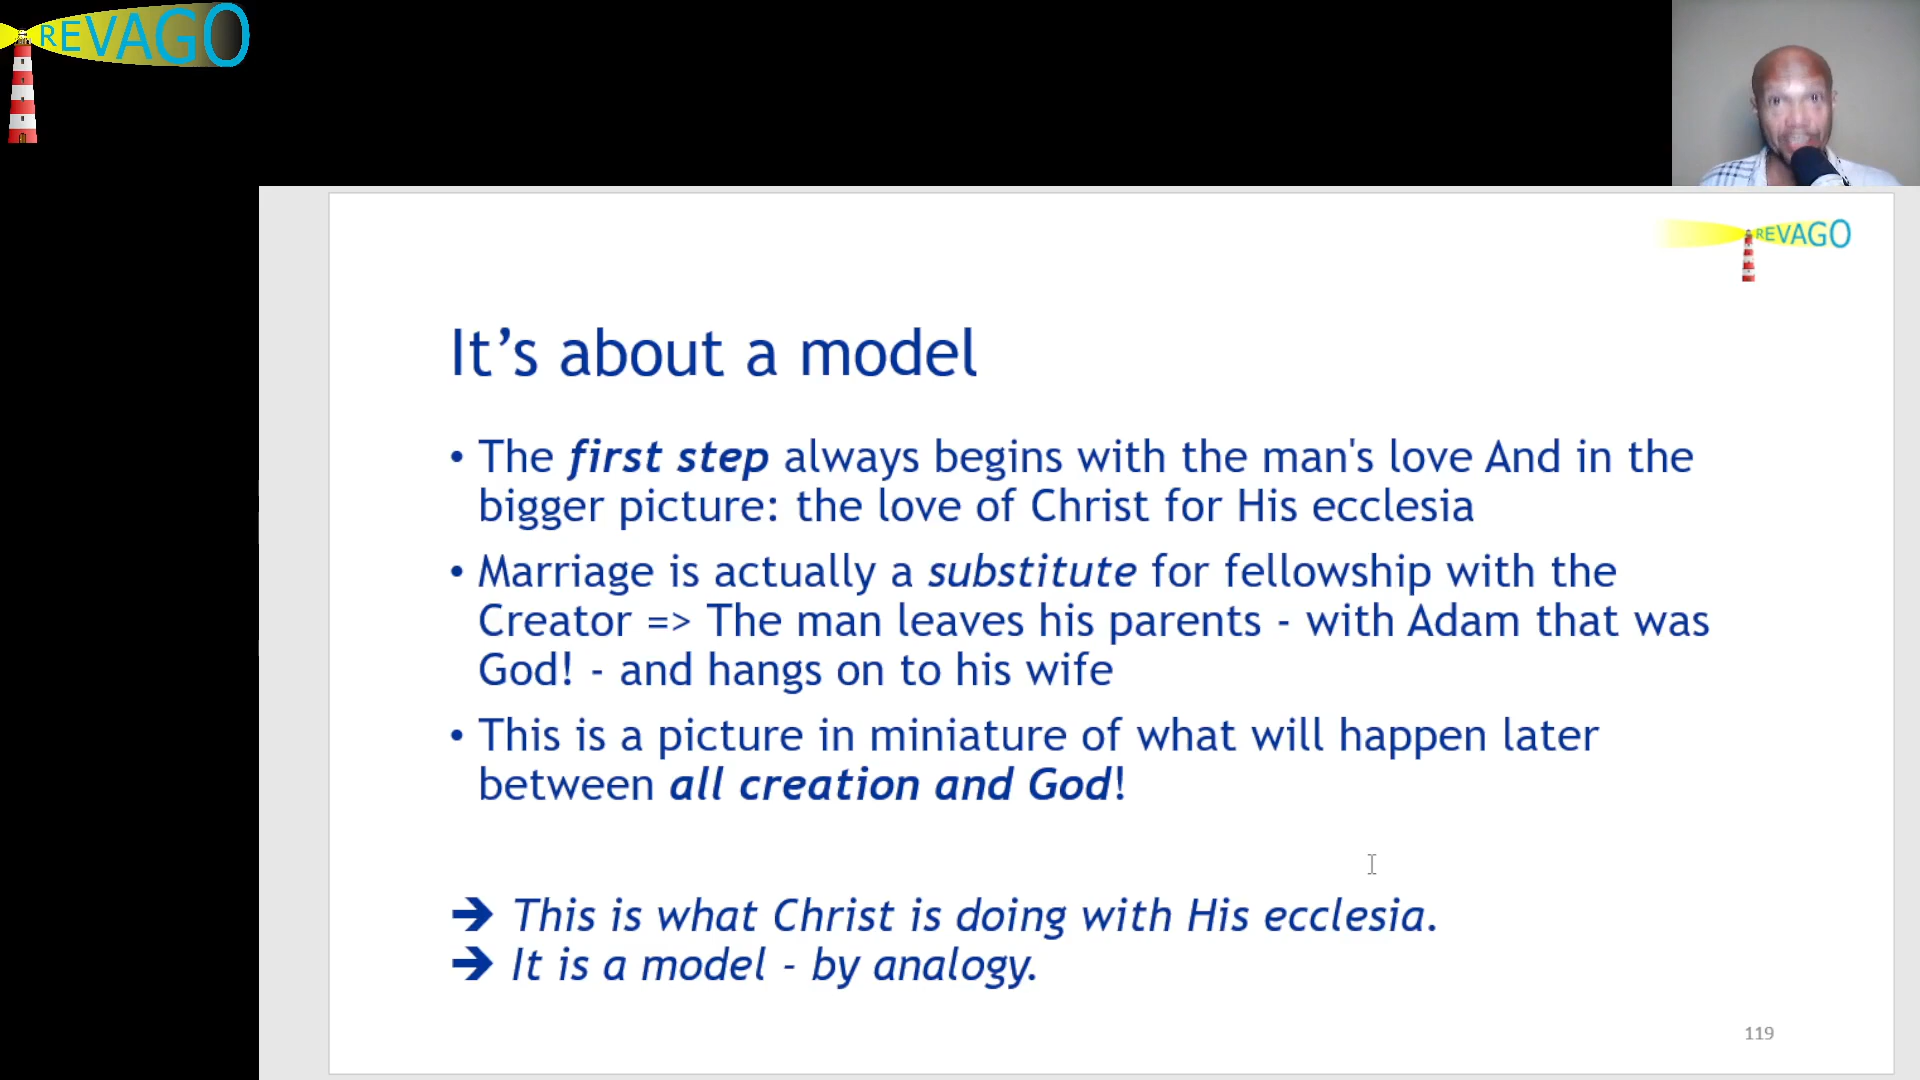 REVAGO
REVAGO
It’s about a model
• The first step always begins with the man's love And in the
bigger picture: the love of Christ for His ecclesia
• Marriage is actually a substitute for fellowship with the
Creator => The man leaves his parents - with Adam that was
God! - and hangs on to his wife
• This is a picture in miniature of what will happen later
between all creation and God!
➔ This is what Christ is doing with His ecclesia.
➔ It is a model - by analogy.
119